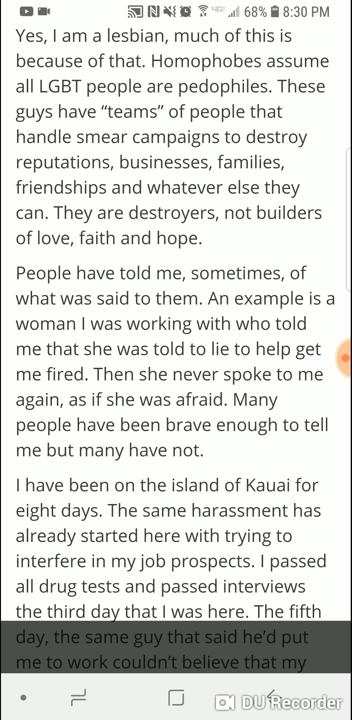 68% 8:30 PM
Yes, I am a lesbian, much of this is
because of that. Homophobes assume
all LGBT people are pedophiles. These
guys have “teams” of people that
handle smear campaigns to destroy
reputations, businesses, families,
friendships and whatever else they
can. They are destroyers, not builders
of love, faith and hope.
People have told me, sometimes, of
what was said to them. An example is a
woman I was working with who told
me that she was told to lie to help get
me fired. Then she never spoke to me
again, as if she was afraid. Many
people have been brave enough to tell
me but many have not.
I have been on the island of Kauai for
eight days. The same harassment has
already started here with trying to
interfere in my job prospects. I passed
all drug tests and passed interviews
the third day that I was here. The fifth
day, the same guy that said he’d put
me to work couldn’t believe that my
DU Recorder